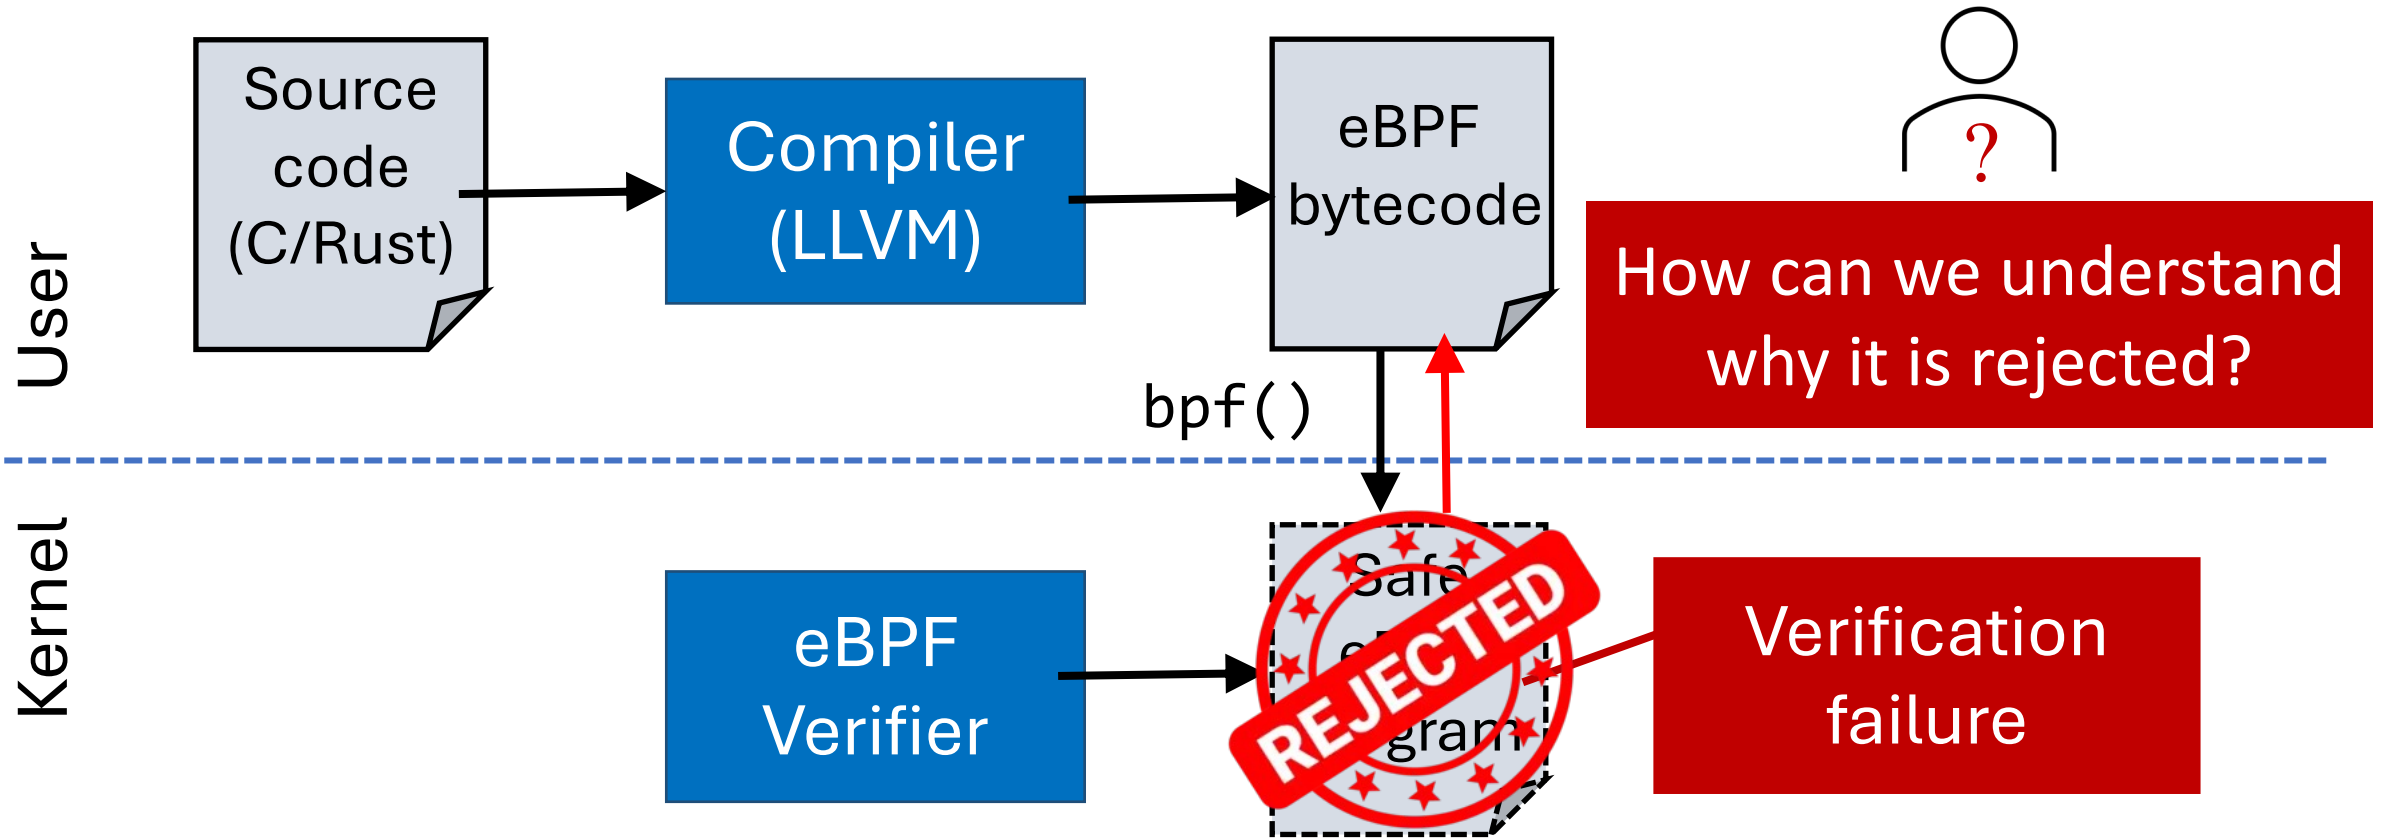 Source
code
(C/Rust)
Compiler
(LLVM)
eBPF
bytecode
?
How can we understand
why it is rejected?
User
bpf()
Kernel
eBPF
Verifier
Safe
REJECTED
Verification
failure